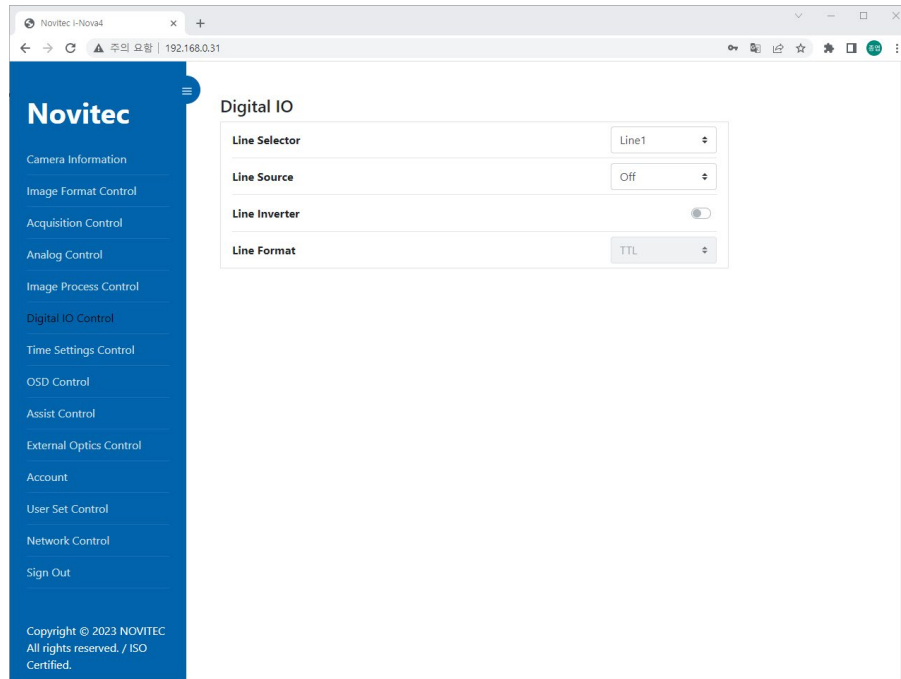 Novitec I-Nova4
주의 요함 | 192.168.0.31
종업
Novitec
Camera Information
Image Format Control
Acquisition Control
Analog Control
Image Process Control
Digital IO Control
Time Settings Control
OSD Control
Assist Control
External Optics Control
Account
User Set Control
Network Control
Sign Out
Copyright © 2023 NOVITEC
All rights reserved. / ISO
Certified.
Digital IO
Line Selector Line1
Line Source Off
Line Inverter
Line Format TTL